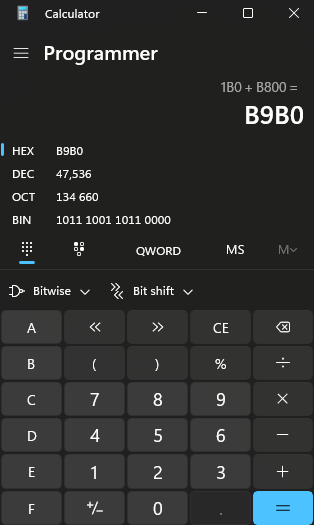 Calculator
Programmer
1B0 + B800 =
B9B0
HEX B9B0
DEC 47,536
OCT 134 660
BIN 1011 1001 1011 0000
QWORD MS M
Bitwise Bit shift
A « » CE
B ( ) % ÷
C 7 8 9 ×
D 4 5 6 −
E 1 2 3 +
F +/− 0 . =